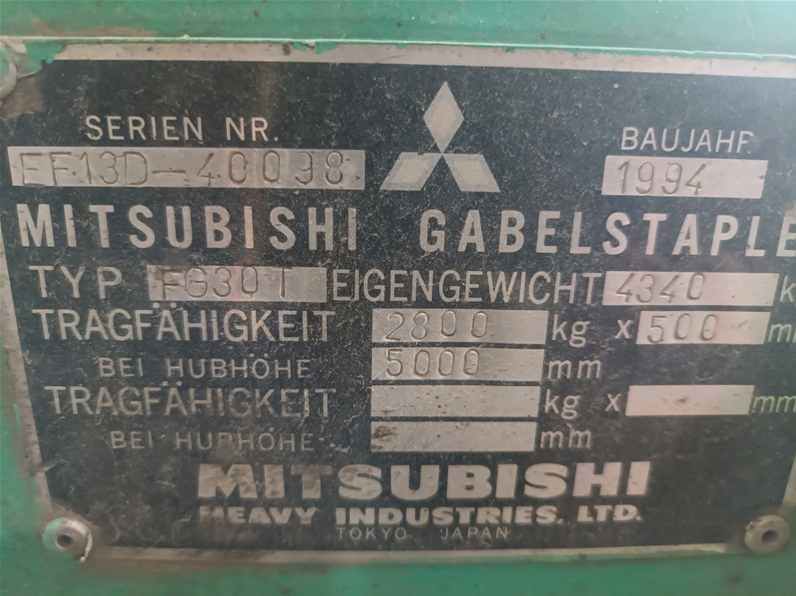 SERIEN NR. BAUJAHR
EF13D-40098 1994
MITSUBISHI GABELSTAPLE
TYP FG30T EIGENGEWICHT 4340 k
TRAGFÄHIGKEIT 2800 kg x 500 m
BEI HUBHÖHE 5000 mm
TRAGFÄHIGKEIT kg x mm
BEI HUBHÖHE mm
MITSUBISHI
HEAVY INDUSTRIES, LTD.
TOKYO JAPAN